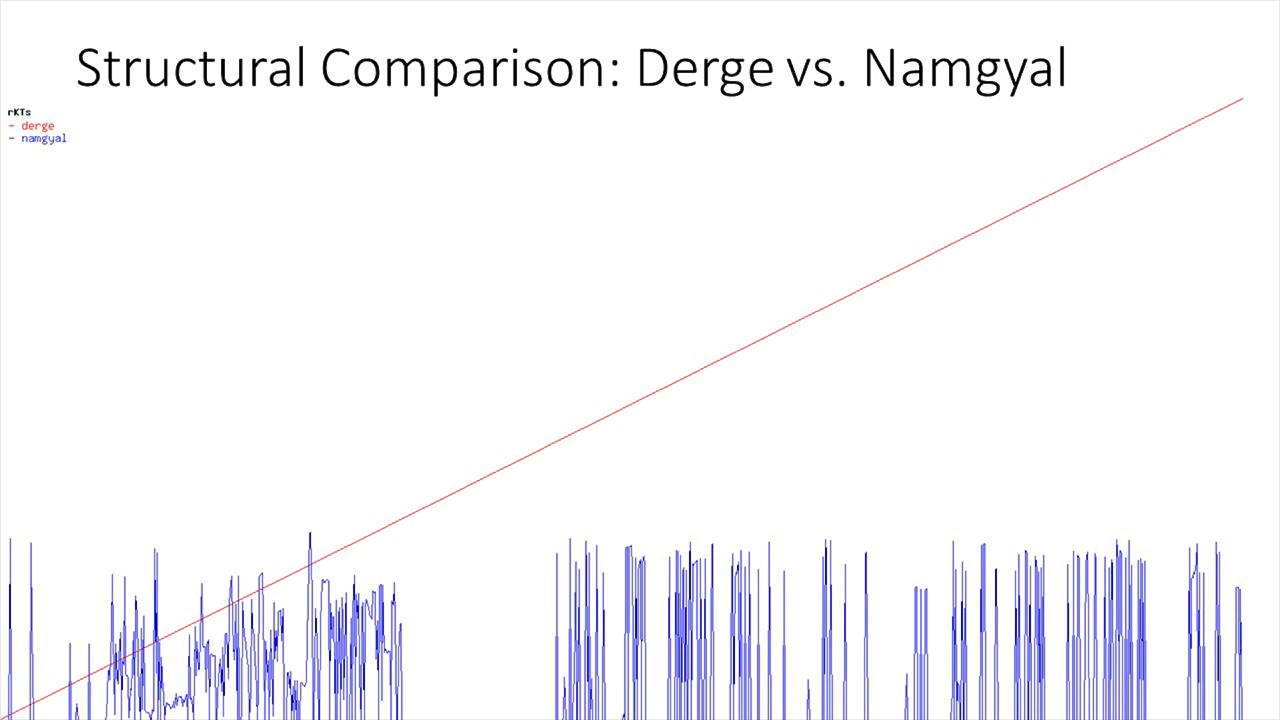 Structural Comparison: Derge vs. Namgyal
rKTs
- derge
- namgyal